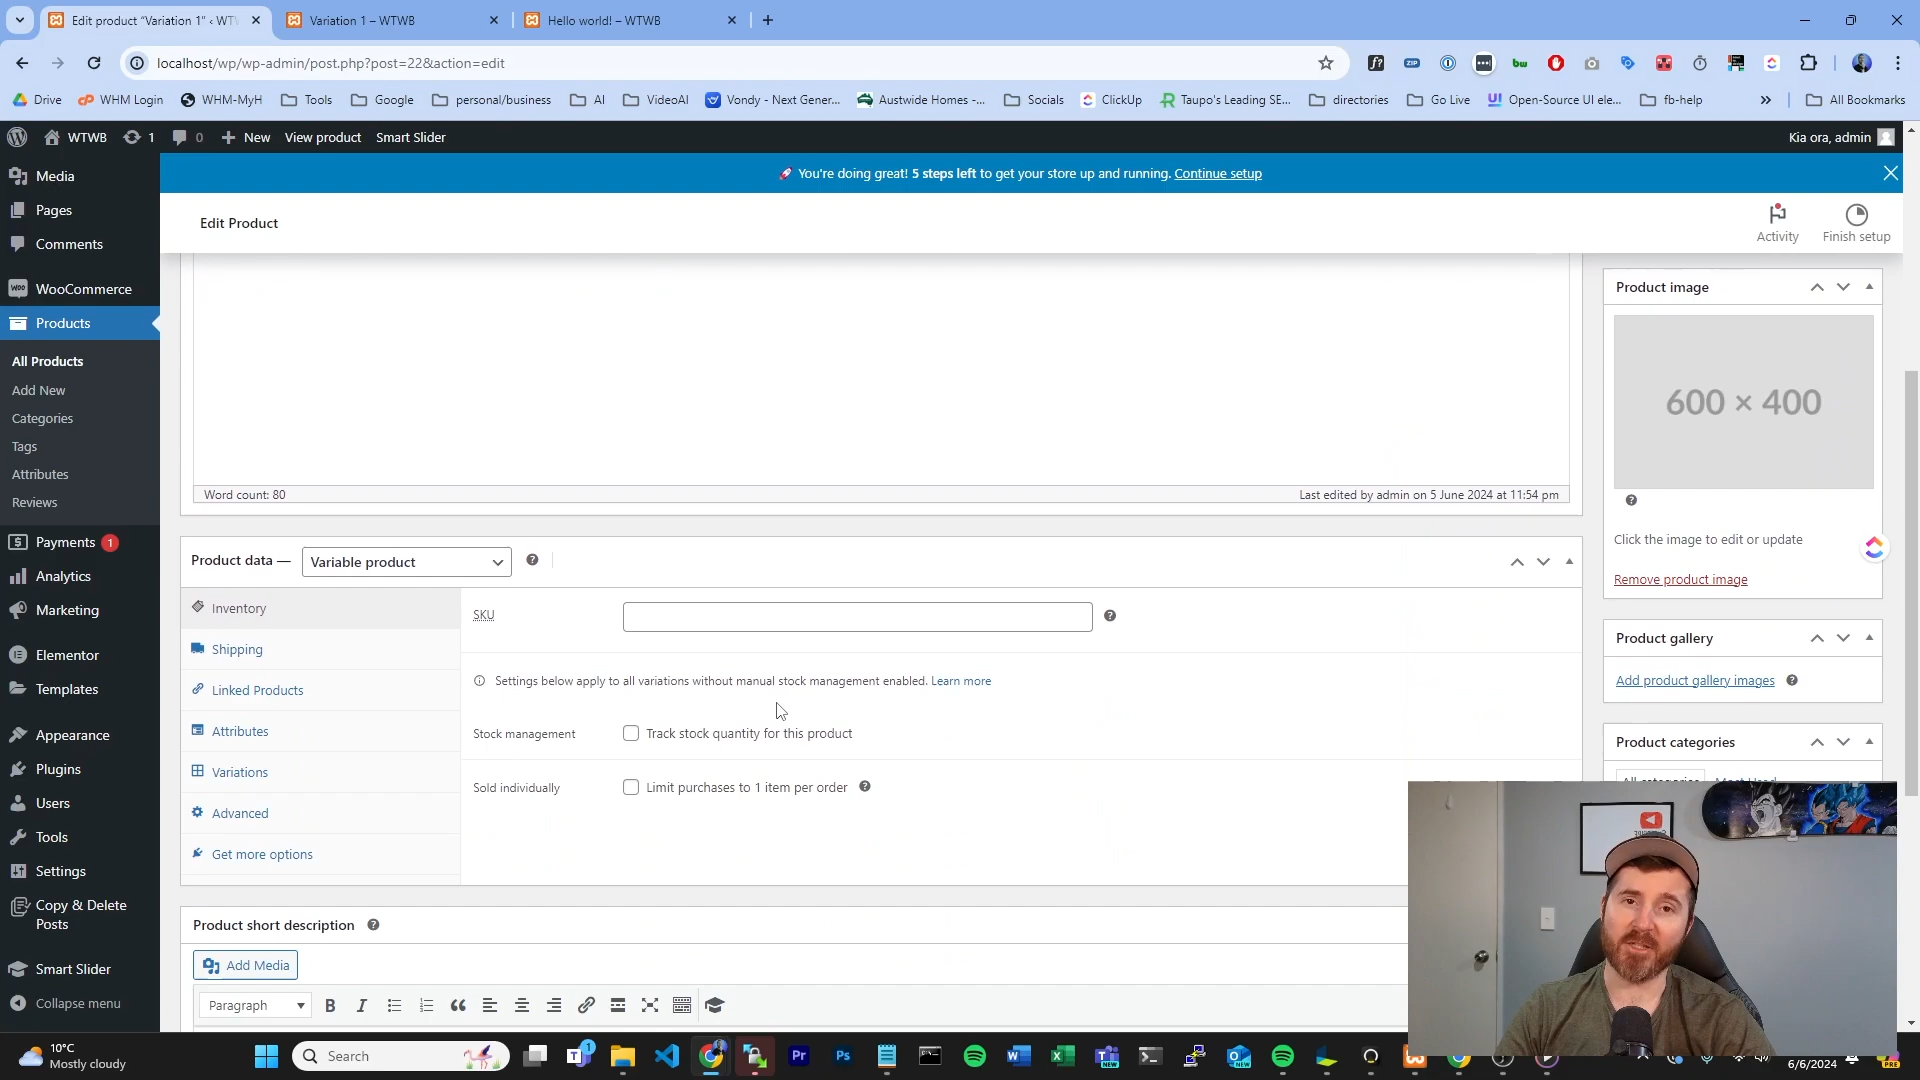 Edit product "Variation 1" ‹ WT
Variation 1 – WTWB
Hello world! – WTWB
localhost/wp/wp-admin/post.php?post=22&action=edit
Drive
WHM Login
WHM-MyH
Tools
Google
personal/business
AI
VideoAI
Vondy - Next Gener...
Austwide Homes -...
Socials
ClickUp
Taupo's Leading SE...
directories
Go Live
Open-Source UI ele...
fb-help
All Bookmarks
WTWB
1
0
New
View product
Smart Slider
Kia ora, admin
You're doing great! 5 steps left to get your store up and running. Continue setup
Edit Product
Activity
Finish setup
Media
Pages
Comments
WooCommerce
Products
All Products
Add New
Categories
Tags
Attributes
Reviews
Payments 1
Analytics
Marketing
Elementor
Templates
Appearance
Plugins
Users
Tools
Settings
Copy & Delete
Posts
Smart Slider
Collapse menu
Word count: 80
Last edited by admin on 5 June 2024 at 11:54 pm
Product data —
Variable product
Inventory
Shipping
Linked Products
Attributes
Variations
Advanced
Get more options
SKU
Settings below apply to all variations without manual stock management enabled. Learn more
Stock management
Track stock quantity for this product
Sold individually
Limit purchases to 1 item per order
Product short description
Add Media
Paragraph
Product image
600 × 400
Click the image to edit or update
Remove product image
Product gallery
Add product gallery images
Product categories
10°C
Mostly cloudy
Search
6/6/2024